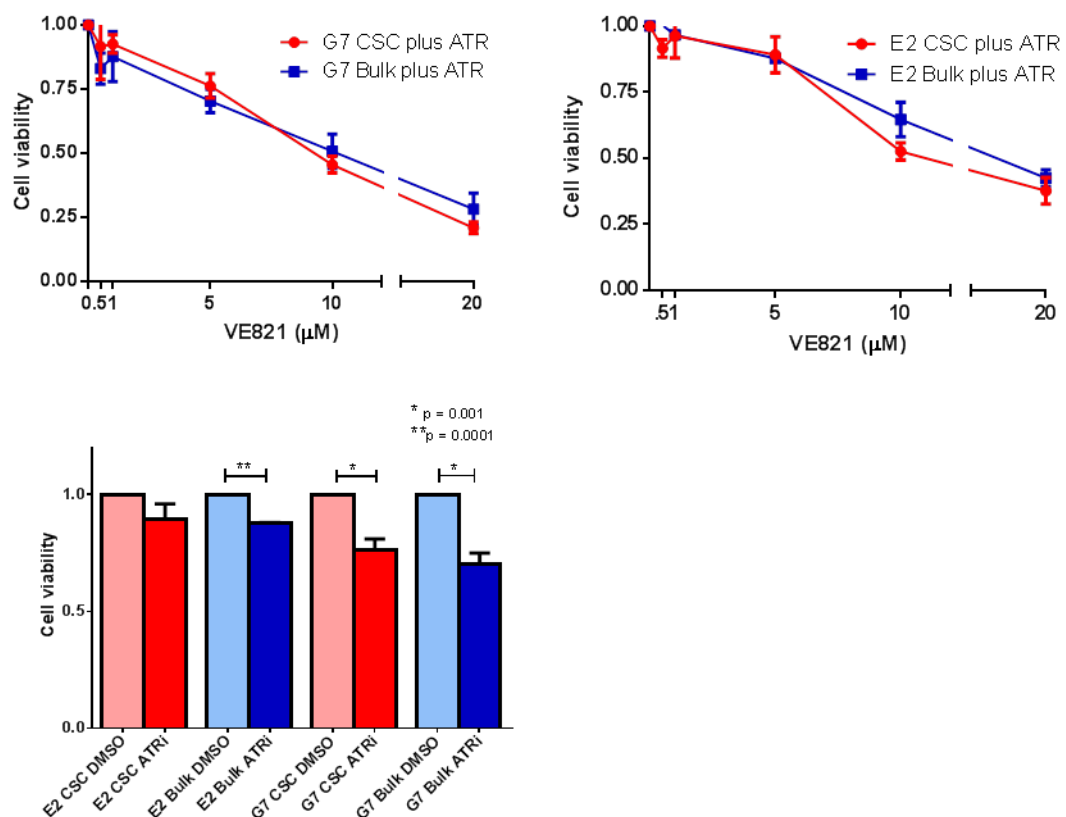 1.00
0.75
0.50
0.25
0.00
Cell viability
G7 CSC plus ATR
G7 Bulk plus ATR
0.51
5
10
20
VE821 (μM)
1.00
0.75
0.50
0.25
0.00
Cell viability
E2 CSC plus ATR
E2 Bulk plus ATR
.51
5
10
20
VE821 (μM)
* p = 0.001
**p = 0.0001
** * *
1.0
0.5
0.0
Cell viability
E2 CSC DMSO
E2 CSC ATRi
E2 Bulk DMSO
E2 Bulk ATRi
G7 CSC DMSO
G7 CSC ATRi
G7 Bulk DMSO
G7 Bulk ATRi